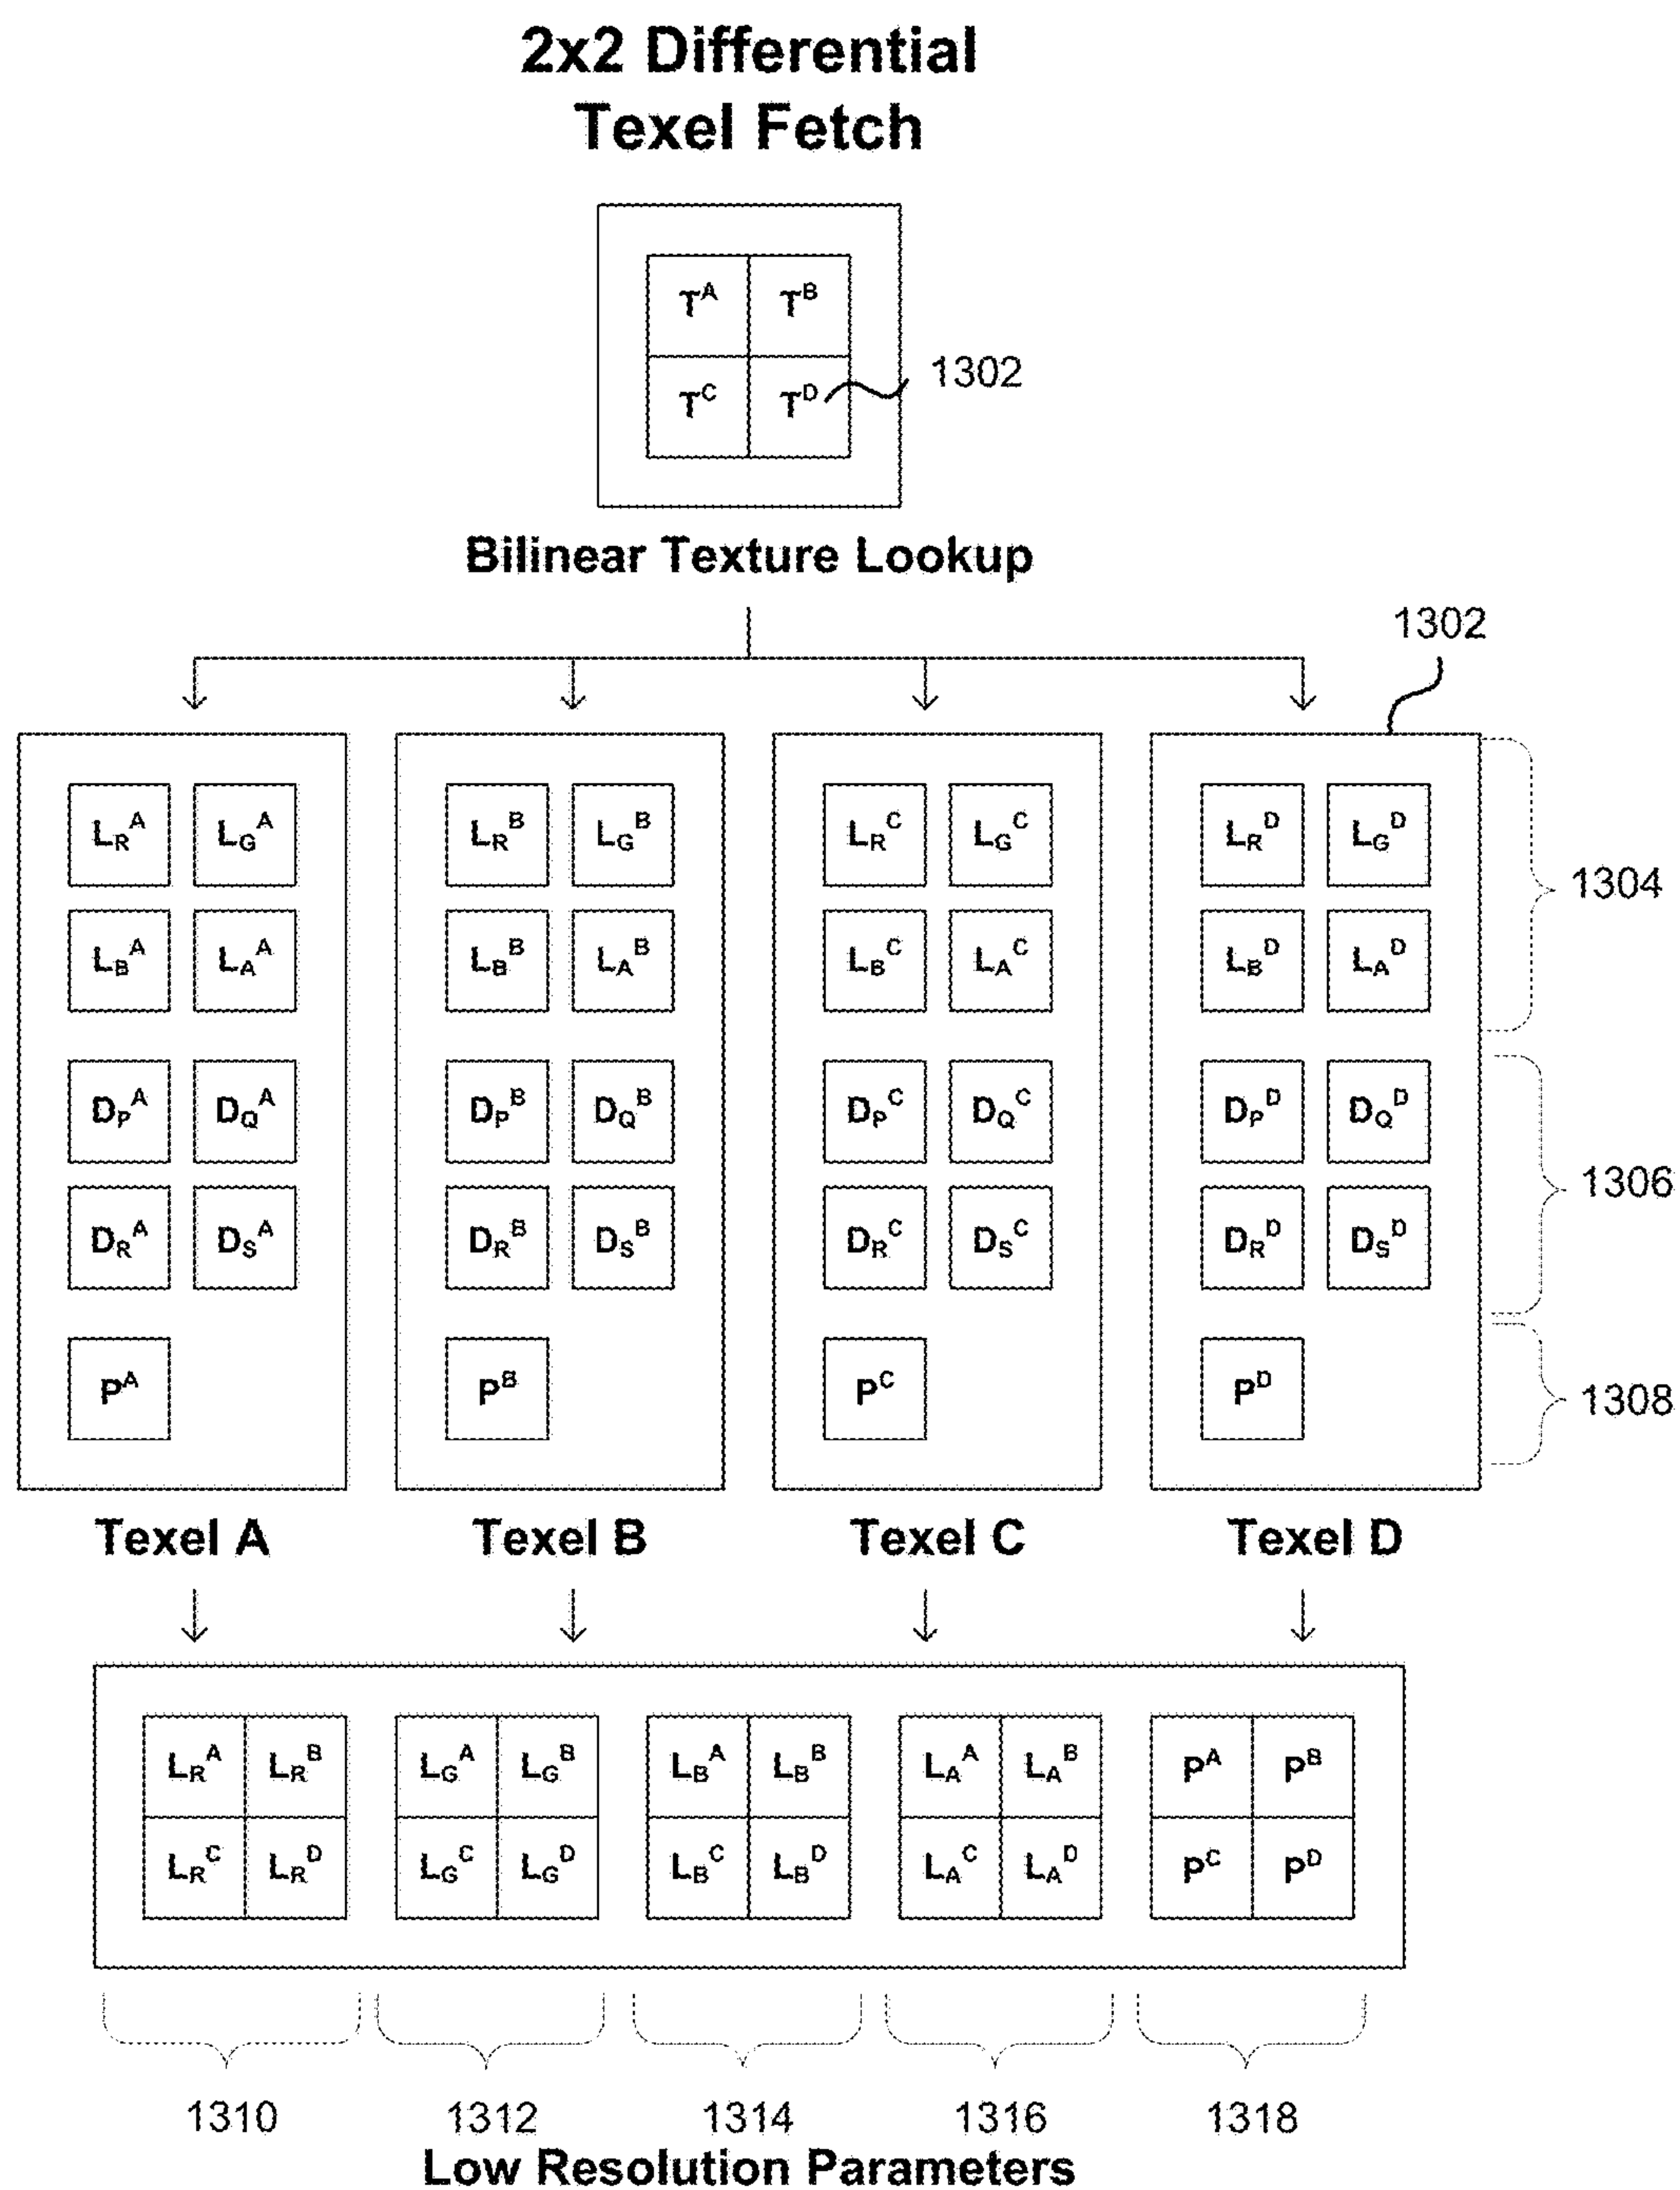 2x2 Differential
Texel Fetch
T^A T^B
1302
T^C T^D
Bilinear Texture Lookup
1302
L_R^A L_G^A L_R^B L_G^B L_R^C L_G^C L_R^D L_G^D
1304
L_B^A L_A^A L_B^B L_A^B L_B^C L_A^C L_B^D L_A^D
D_P^A D_Q^A D_P^B D_Q^B D_P^C D_Q^C D_P^D D_Q^D
1306
D_R^A D_S^A D_R^B D_S^B D_R^C D_S^C D_R^D D_S^D
P^A P^B P^C P^D 1308
Texel A Texel B Texel C Texel D
L_R^A L_R^B L_G^A L_G^B L_B^A L_B^B L_A^A L_A^B P^A P^B
L_R^C L_R^D L_G^C L_G^D L_B^C L_B^D L_A^C L_A^D P^C P^D
1310 1312 1314 1316 1318
Low Resolution Parameters